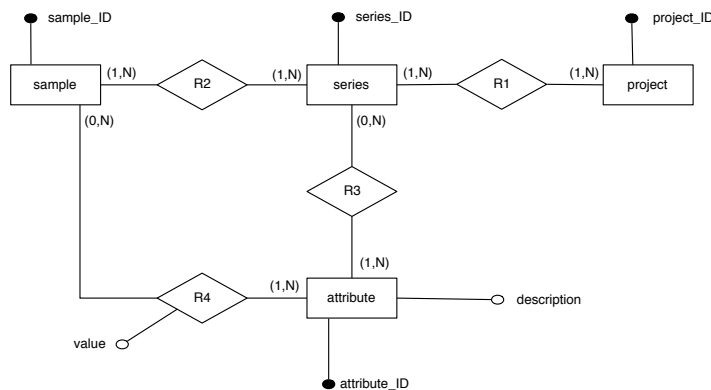 sample_ID
series_ID
project_ID
(1,N)
(1,N)
(1,N)
(1,N)
sample
R2
series
R1
project
(0,N)
(0,N)
R3
(1,N)
(1,N)
R4
attribute
description
value
attribute_ID